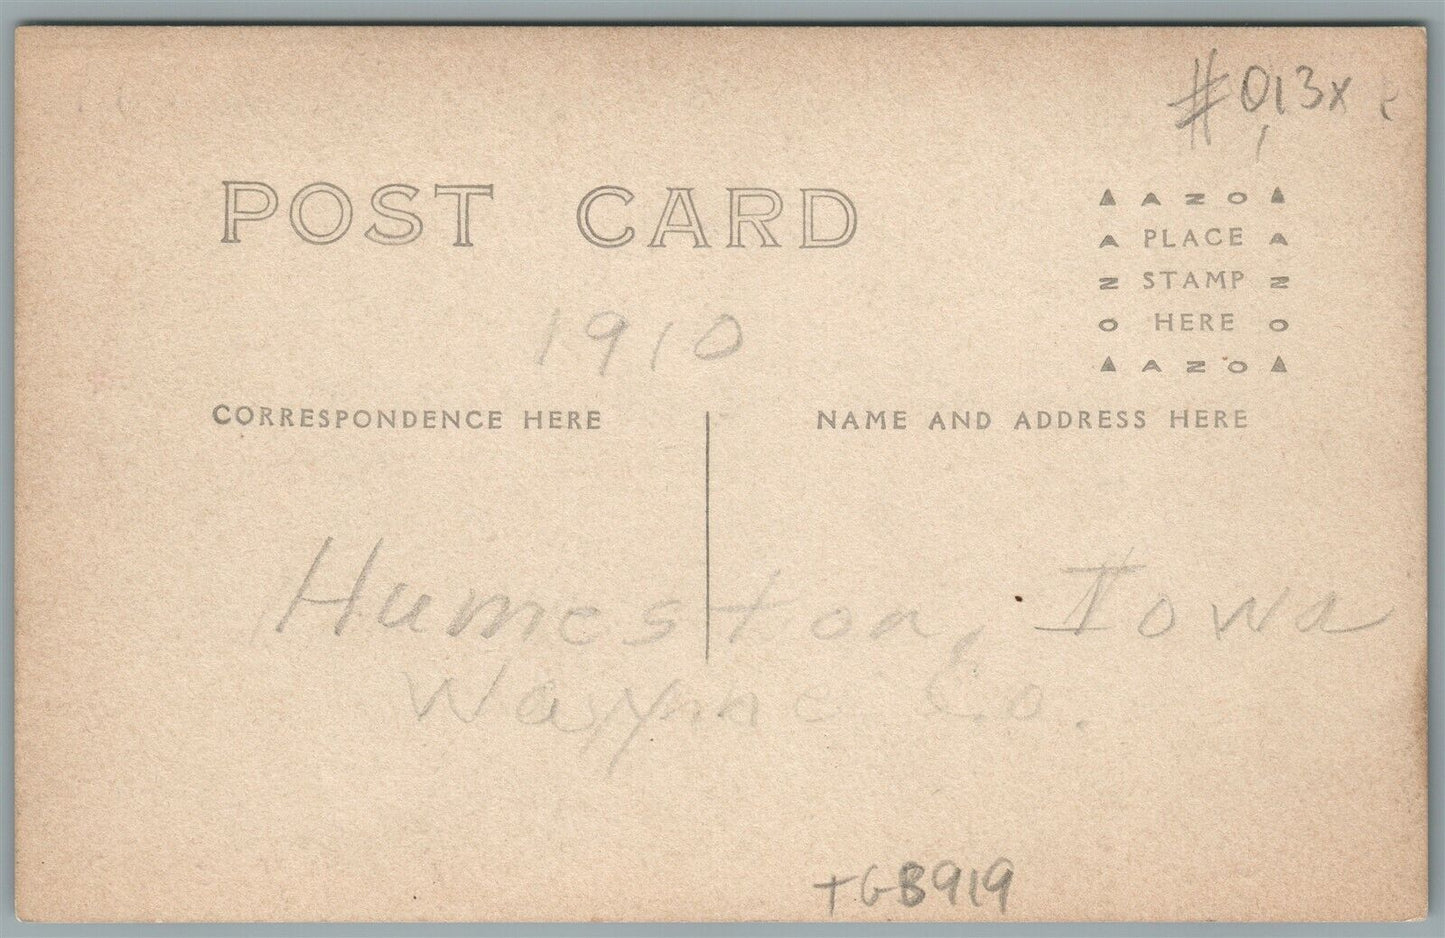 #013x
POST CARD
▲ AZO ▲
A PLACE A
Z STAMP Z
O HERE O
▲ AZO ▲
1910
CORRESPONDENCE HERE
NAME AND ADDRESS HERE
Humeston, Iowa
Wayne Co.
TGB919